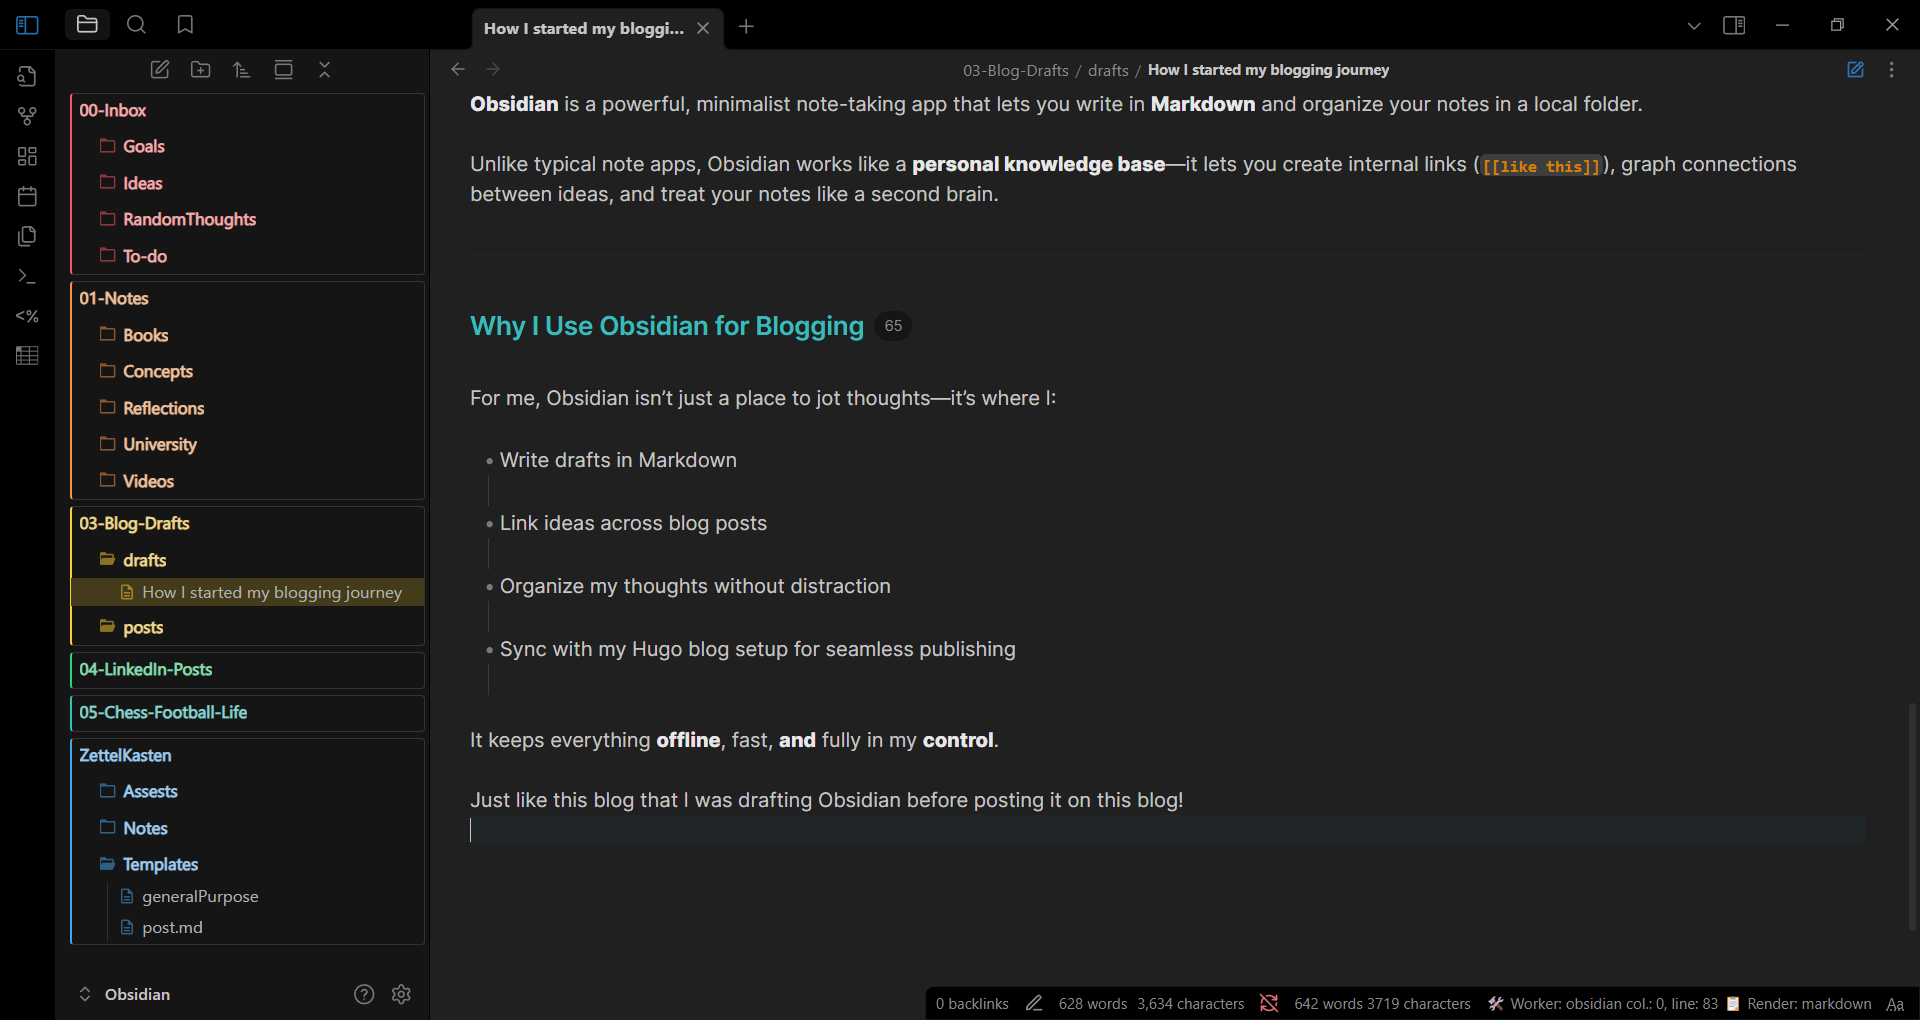 How I started my bloggi...
03-Blog-Drafts / drafts / How I started my blogging journey
00-Inbox
Goals
Ideas
RandomThoughts
To-do
01-Notes
Books
Concepts
Reflections
University
Videos
03-Blog-Drafts
drafts
How I started my blogging journey
posts
04-LinkedIn-Posts
05-Chess-Football-Life
ZettelKasten
Assests
Notes
Templates
generalPurpose
post.md
Obsidian
Obsidian is a powerful, minimalist note-taking app that lets you write in Markdown and organize your notes in a local folder.
Unlike typical note apps, Obsidian works like a personal knowledge base—it lets you create internal links ([[like this]]), graph connections
between ideas, and treat your notes like a second brain.
Why I Use Obsidian for Blogging 65
For me, Obsidian isn’t just a place to jot thoughts—it’s where I:
• Write drafts in Markdown
• Link ideas across blog posts
• Organize my thoughts without distraction
• Sync with my Hugo blog setup for seamless publishing
It keeps everything offline, fast, and fully in my control.
Just like this blog that I was drafting Obsidian before posting it on this blog!
0 backlinks 628 words 3,634 characters 642 words 3719 characters 🛠 Worker: obsidian col.: 0, line: 83 📋 Render: markdown Aa